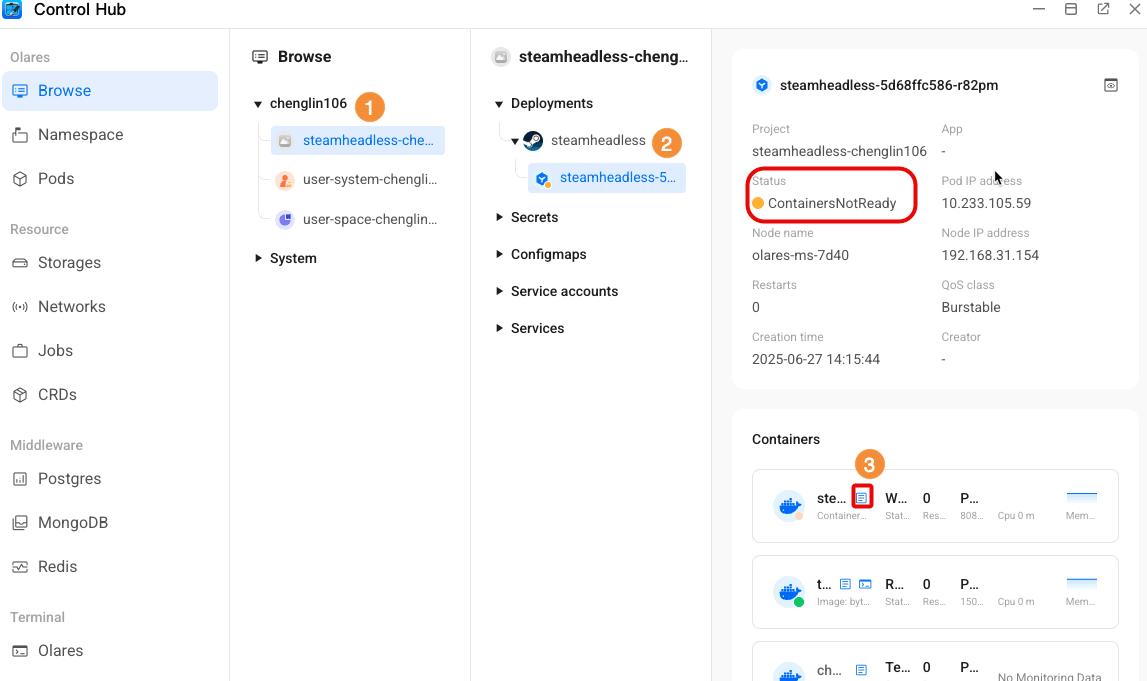 Control Hub
Olares
Browse
Namespace
Pods
Resource
Storages
Networks
Jobs
CRDs
Middleware
Postgres
MongoDB
Redis
Terminal
Olares
Browse
chenglin106
1
steamheadless-che...
user-system-chengli...
user-space-chenglin...
System
steamheadless-cheng...
Deployments
steamheadless
2
steamheadless-5...
Secrets
Configmaps
Service accounts
Services
steamheadless-5d68ffc586-r82pm
Project
App
steamheadless-chenglin106
-
Status
Pod IP address
ContainersNotReady
10.233.105.59
Node name
Node IP address
olares-ms-7d40
192.168.31.154
Restarts
QoS class
0
Burstable
Creation time
Creator
2025-06-27 14:15:44
-
Containers
3
ste... W... 0 P...
Container... Stat... Res... 808... Cpu 0 m Mem...
t... R... 0 P...
Image: byt... Stat... Res... 150... Cpu 0 m Mem...
ch... Te... 0 P...
No Monitoring Data